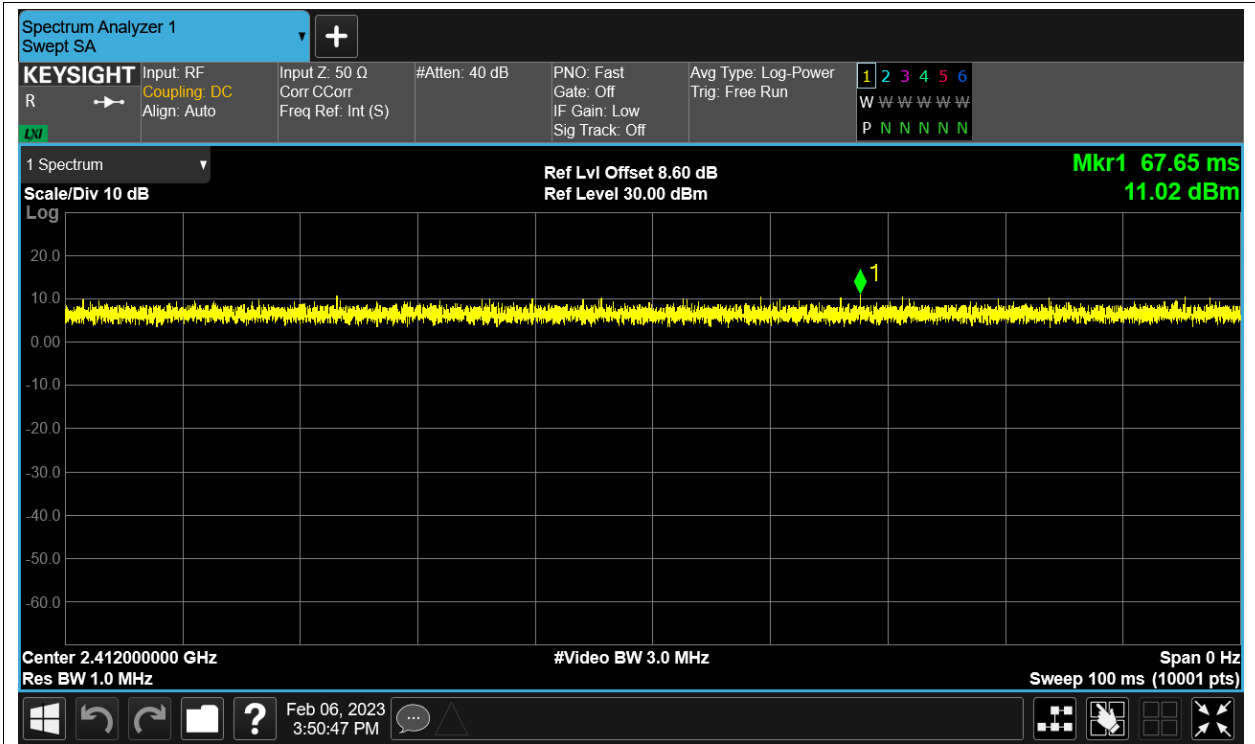 Spectrum Analyzer 1
Swept SA
KEYSIGHT
R
LXI
Input: RF
Coupling: DC
Align: Auto
Input Z: 50 Ω
Corr CCorr
Freq Ref: Int (S)
#Atten: 40 dB
PNO: Fast
Gate: Off
IF Gain: Low
Sig Track: Off
Avg Type: Log-Power
Trig: Free Run
1 2 3 4 5 6
W W W W W W
P N N N N N
1 Spectrum
Scale/Div 10 dB
Ref Lvl Offset 8.60 dB
Ref Level 30.00 dBm
Mkr1 67.65 ms
11.02 dBm
Log
20.0
10.0
0.00
-10.0
-20.0
-30.0
-40.0
-50.0
-60.0
1
Center 2.412000000 GHz
Res BW 1.0 MHz
#Video BW 3.0 MHz
Span 0 Hz
Sweep 100 ms (10001 pts)
?
Feb 06, 2023
3:50:47 PM